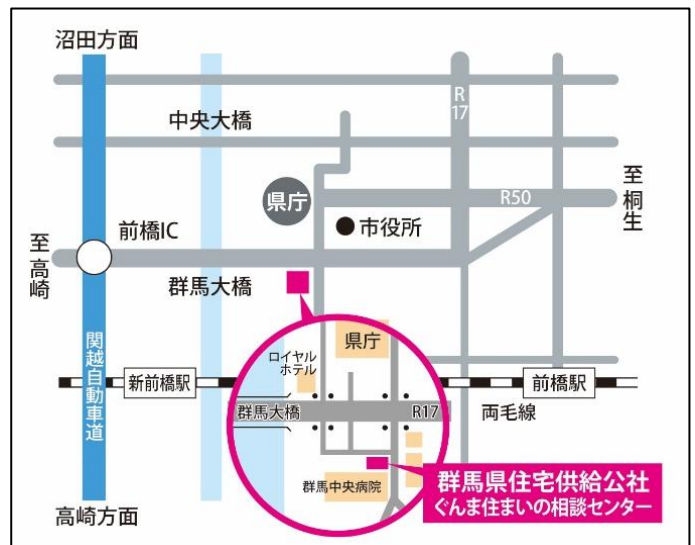 沼田方面
中央大橋
R
17
県庁
R50
至桐生
市役所
前橋IC
至高崎
群馬大橋
関越自動車道
県庁
ロイヤル
ホテル
新前橋駅
前橋駅
群馬大橋
R17
両毛線
群馬中央病院
群馬県住宅供給公社
ぐんま住まいの相談センター
高崎方面